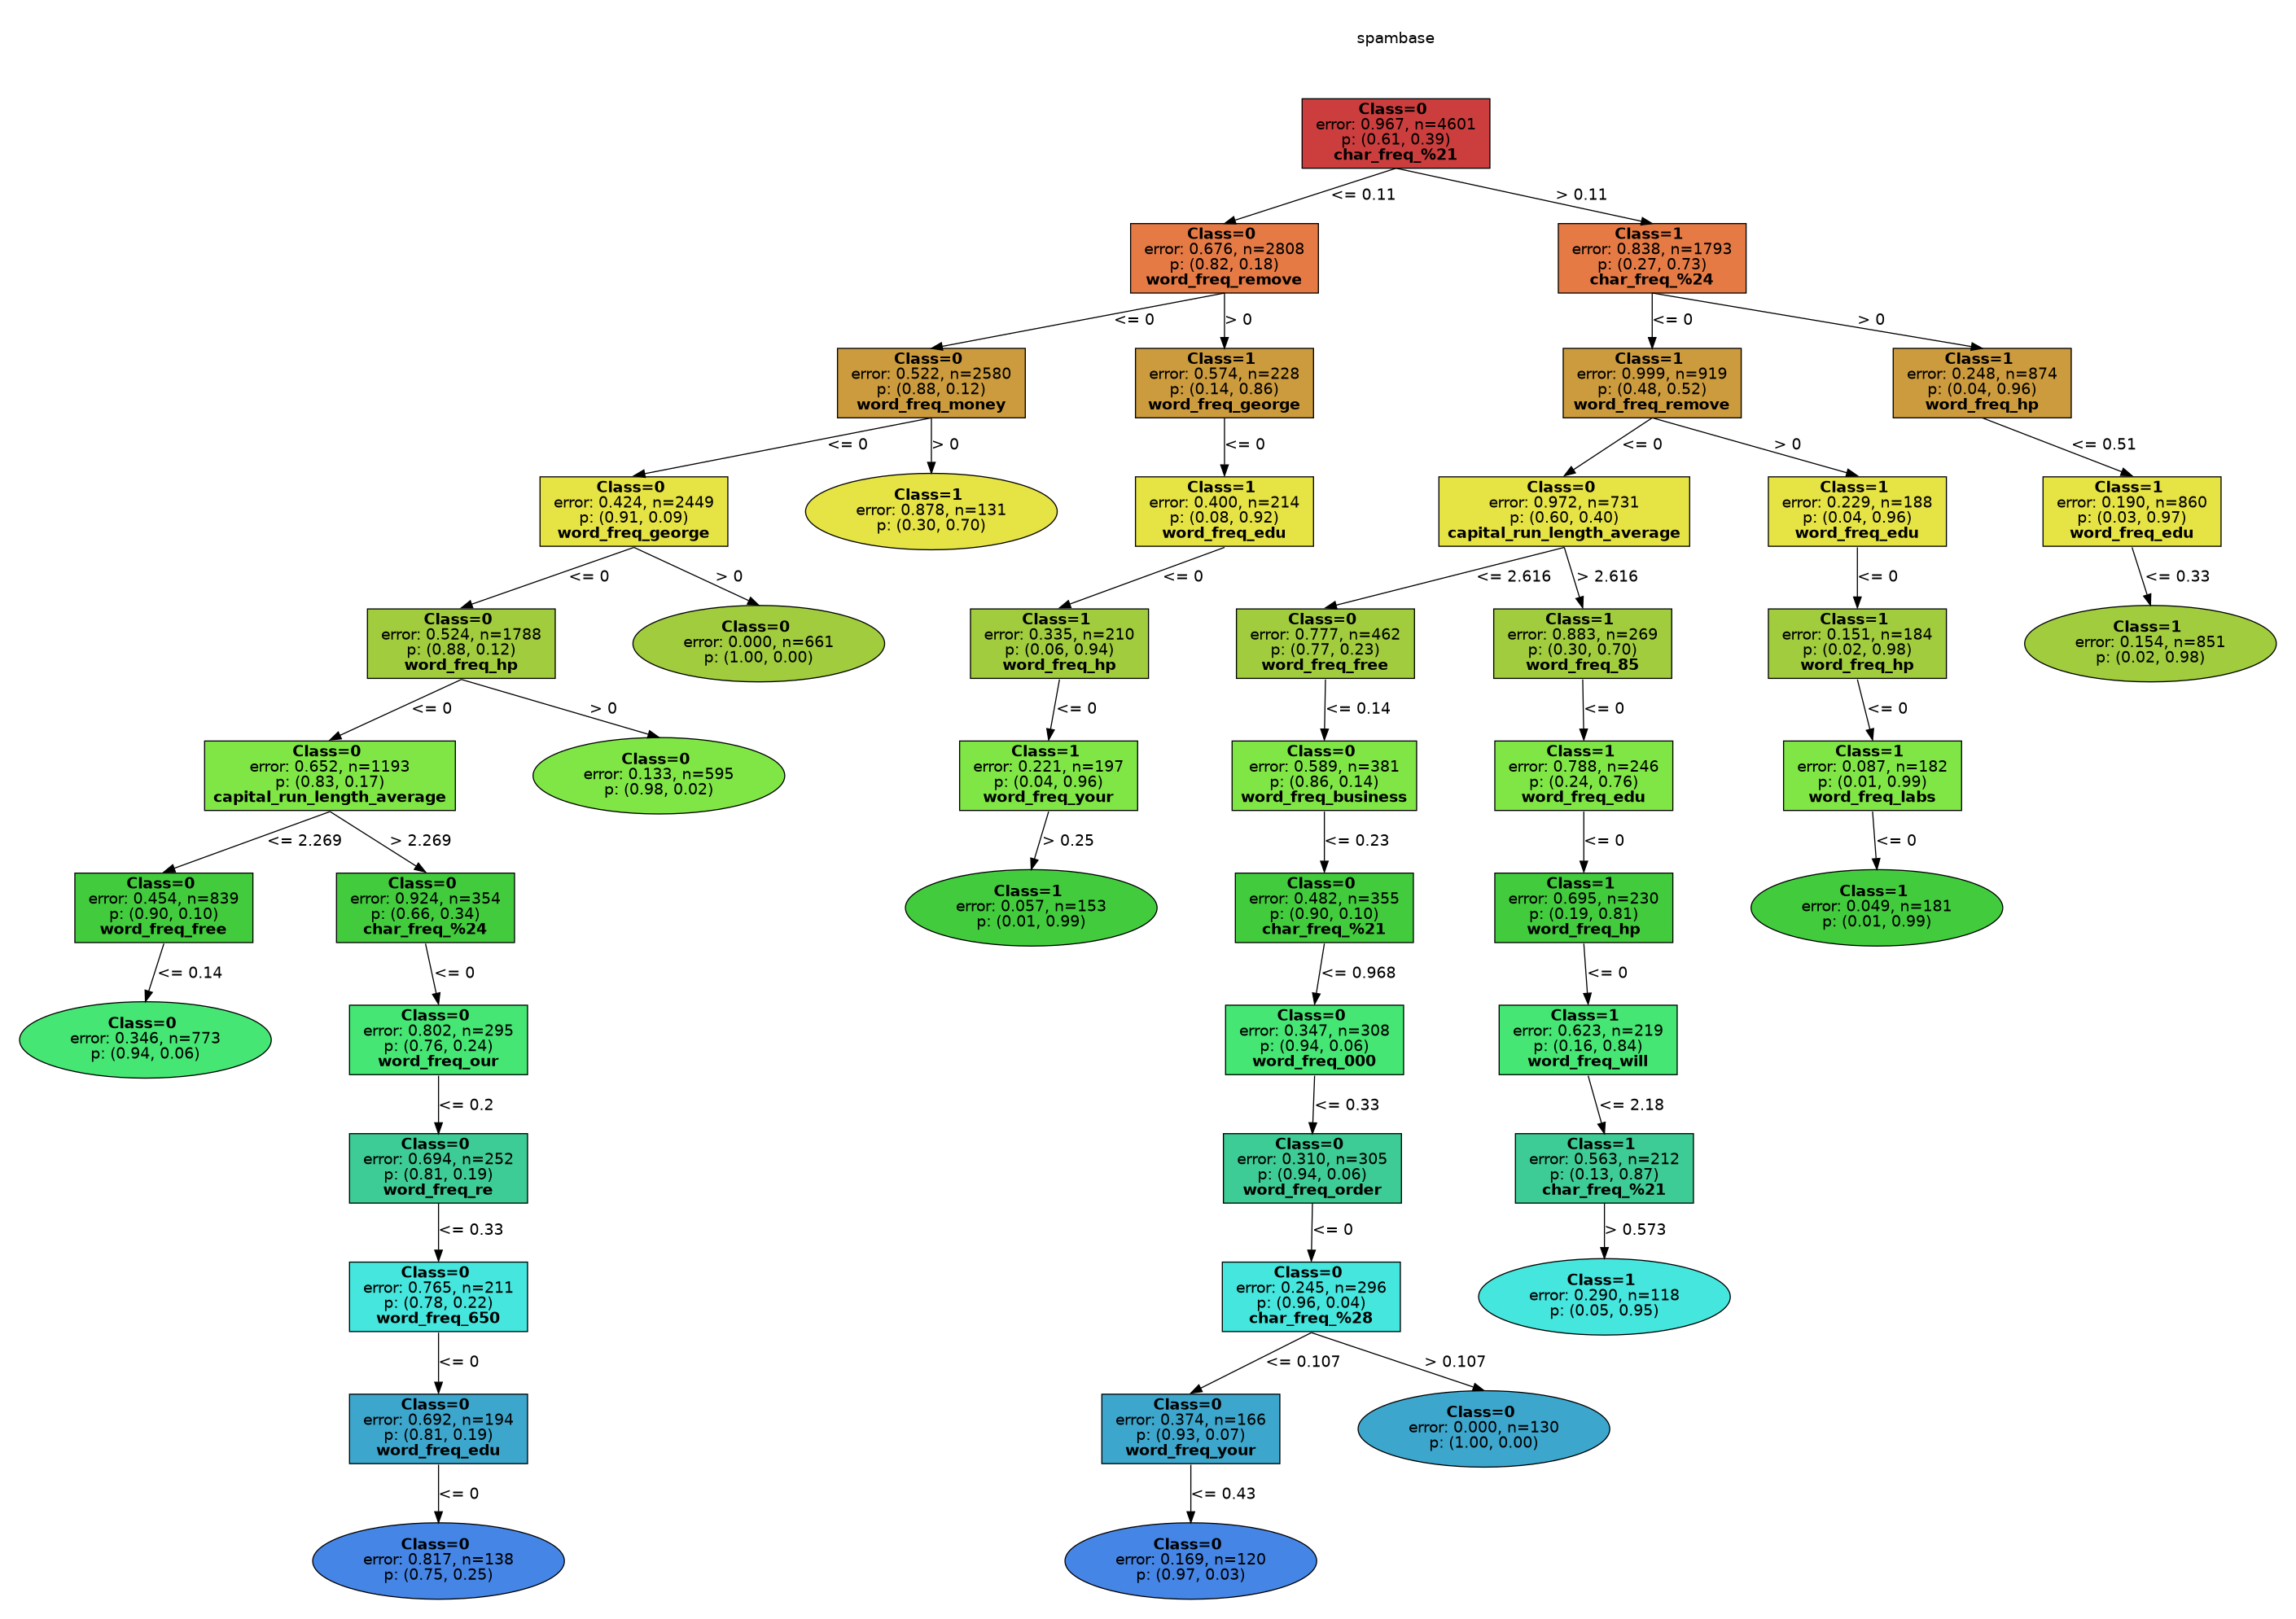 spambase
Class=0
error: 0.967, n=4601
p: (0.61, 0.39)
char_freq_%21
<= 0.11
> 0.11
Class=0
error: 0.676, n=2808
p: (0.82, 0.18)
word_freq_remove
Class=1
error: 0.838, n=1793
p: (0.27, 0.73)
char_freq_%24
<= 0
> 0
<= 0
> 0
Class=0
error: 0.522, n=2580
p: (0.88, 0.12)
word_freq_money
Class=1
error: 0.574, n=228
p: (0.14, 0.86)
word_freq_george
Class=1
error: 0.999, n=919
p: (0.48, 0.52)
word_freq_remove
Class=1
error: 0.248, n=874
p: (0.04, 0.96)
word_freq_hp
<= 0
> 0
<= 0
<= 0
> 0
<= 0.51
Class=0
error: 0.424, n=2449
p: (0.91, 0.09)
word_freq_george
Class=1
error: 0.878, n=131
p: (0.30, 0.70)
Class=1
error: 0.400, n=214
p: (0.08, 0.92)
word_freq_edu
Class=0
error: 0.972, n=731
p: (0.60, 0.40)
capital_run_length_average
Class=1
error: 0.229, n=188
p: (0.04, 0.96)
word_freq_edu
Class=1
error: 0.190, n=860
p: (0.03, 0.97)
word_freq_edu
<= 0
> 0
<= 0
<= 2.616
> 2.616
<= 0
<= 0.33
Class=0
error: 0.524, n=1788
p: (0.88, 0.12)
word_freq_hp
Class=0
error: 0.000, n=661
p: (1.00, 0.00)
Class=1
error: 0.335, n=210
p: (0.06, 0.94)
word_freq_hp
Class=0
error: 0.777, n=462
p: (0.77, 0.23)
word_freq_free
Class=1
error: 0.883, n=269
p: (0.30, 0.70)
word_freq_85
Class=1
error: 0.151, n=184
p: (0.02, 0.98)
word_freq_hp
Class=1
error: 0.154, n=851
p: (0.02, 0.98)
<= 0
> 0
<= 0
<= 0.14
<= 0
<= 0
Class=0
error: 0.652, n=1193
p: (0.83, 0.17)
capital_run_length_average
Class=0
error: 0.133, n=595
p: (0.98, 0.02)
Class=1
error: 0.221, n=197
p: (0.04, 0.96)
word_freq_your
Class=0
error: 0.589, n=381
p: (0.86, 0.14)
word_freq_business
Class=1
error: 0.788, n=246
p: (0.24, 0.76)
word_freq_edu
Class=1
error: 0.087, n=182
p: (0.01, 0.99)
word_freq_labs
<= 2.269
> 2.269
> 0.25
<= 0.23
<= 0
<= 0
Class=0
error: 0.454, n=839
p: (0.90, 0.10)
word_freq_free
Class=0
error: 0.924, n=354
p: (0.66, 0.34)
char_freq_%24
Class=1
error: 0.057, n=153
p: (0.01, 0.99)
Class=0
error: 0.482, n=355
p: (0.90, 0.10)
char_freq_%21
Class=1
error: 0.695, n=230
p: (0.19, 0.81)
word_freq_hp
Class=1
error: 0.049, n=181
p: (0.01, 0.99)
<= 0.14
<= 0
<= 0.968
<= 0
Class=0
error: 0.346, n=773
p: (0.94, 0.06)
Class=0
error: 0.802, n=295
p: (0.76, 0.24)
word_freq_our
Class=0
error: 0.347, n=308
p: (0.94, 0.06)
word_freq_000
Class=1
error: 0.623, n=219
p: (0.16, 0.84)
word_freq_will
<= 0.2
<= 0.33
<= 2.18
Class=0
error: 0.694, n=252
p: (0.81, 0.19)
word_freq_re
Class=0
error: 0.310, n=305
p: (0.94, 0.06)
word_freq_order
Class=1
error: 0.563, n=212
p: (0.13, 0.87)
char_freq_%21
<= 0.33
<= 0
> 0.573
Class=0
error: 0.765, n=211
p: (0.78, 0.22)
word_freq_650
Class=0
error: 0.245, n=296
p: (0.96, 0.04)
char_freq_%28
Class=1
error: 0.290, n=118
p: (0.05, 0.95)
<= 0
<= 0.107
> 0.107
Class=0
error: 0.692, n=194
p: (0.81, 0.19)
word_freq_edu
Class=0
error: 0.374, n=166
p: (0.93, 0.07)
word_freq_your
Class=0
error: 0.000, n=130
p: (1.00, 0.00)
<= 0
<= 0.43
Class=0
error: 0.817, n=138
p: (0.75, 0.25)
Class=0
error: 0.169, n=120
p: (0.97, 0.03)